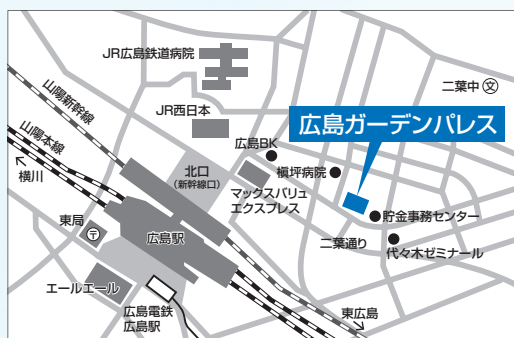 JR広島鉄道病院
二葉中 文
山陽新幹線
JR西日本
広島ガーデンパレス
山陽本線
広島BK
横川
北口
（新幹線口）
槇坪病院
マックスバリュ
エクスプレス
東局
〒
広島駅
貯金事務センター
二葉通り
代々木ゼミナール
エールエール
広島電鉄
広島駅
東広島